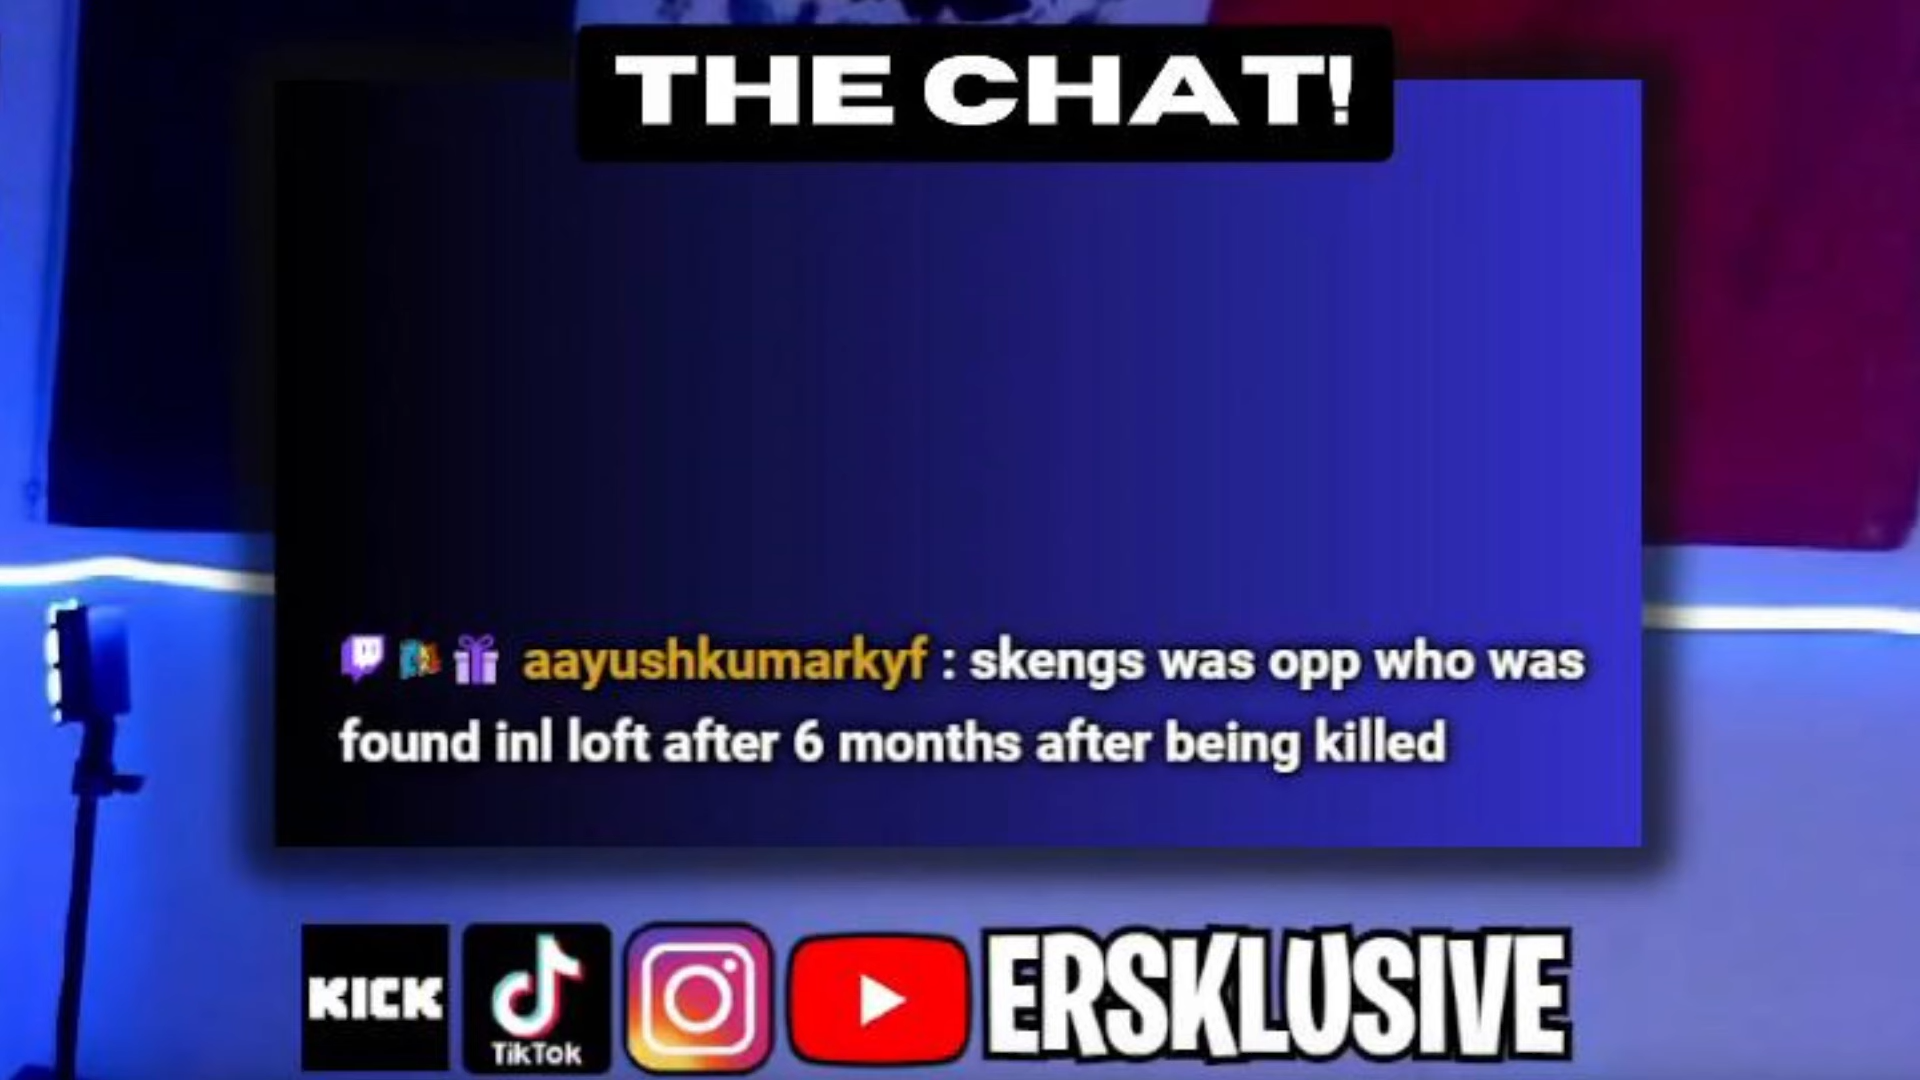 THE CHAT!
aayushkumarkyf : skengs was opp who was
found inl loft after 6 months after being killed
KICK
TikTok
ERSKLUSIVE